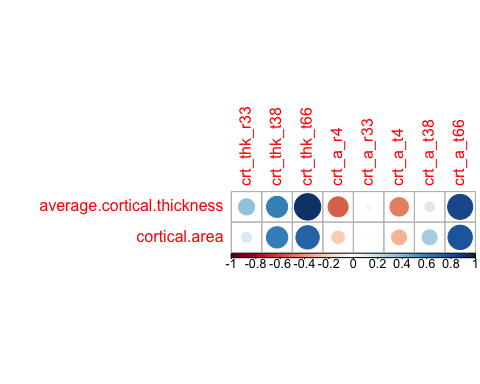 crt_thk_r33
crt_thk_t38
crt_thk_t66
crt_a_r4
crt_a_r33
crt_a_t4
crt_a_t38
crt_a_t66
average.cortical.thickness
cortical.area
-1 -0.8 -0.6 -0.4 -0.2 0 0.2 0.4 0.6 0.8 1